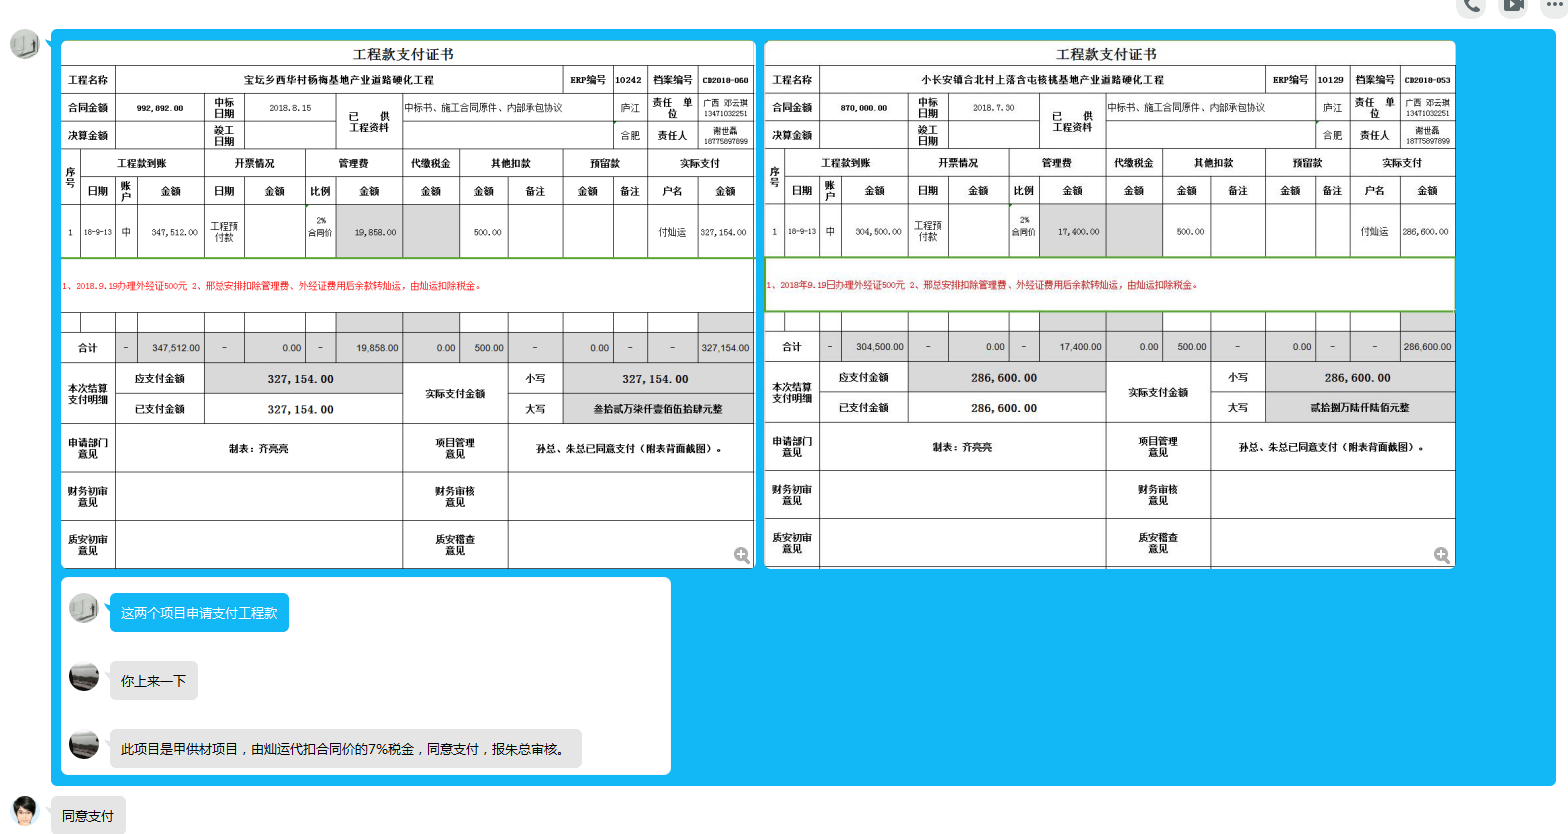 工程款支付证书
工程名称 宝坛乡西华村杨梅基地产业道路硬化工程 ERP编号 10242 档案编号 CD2018-060
合同金额 992,892.00 中标日期 2018.8.15 已供工程资料 中标书、施工合同原件、内部承包协议 庐江 责任单位 广西 邓云琪 13471032251
决算金额 竣工日期 合肥 责任人 谢世磊 18775897899
序号 工程款到账 开票情况 管理费 代缴税金 其他扣款 预留款 实际支付
日期 账户 金额 日期 金额 比例 金额 金额 金额 备注 金额 备注 户名 金额
1 18-9-13 中 347,512.00 工程预付款 2%合同价 19,858.00 500.00 付灿运 327,154.00
1、2018.9.19办理外经证500元 2、邢总安排扣除管理费、外经证费用后余款转灿运，由灿运扣除税金。
合计 - 347,512.00 - 0.00 - 19,858.00 0.00 500.00 - 0.00 - - 327,154.00
本次结算支付明细 应支付金额 327,154.00 实际支付金额 小写 327,154.00
已支付金额 327,154.00 大写 叁拾贰万柒仟壹佰伍拾肆元整
申请部门意见 制表：齐亮亮 项目管理意见 孙总、朱总已同意支付（附表背面截图）。
财务初审意见 财务审核意见
质安初审意见 质安稽查意见
工程款支付证书
工程名称 小长安镇合北村上落含屯核桃基地产业道路硬化工程 ERP编号 10129 档案编号 CD2018-053
合同金额 870,000.00 中标日期 2018.7.30 已供工程资料 中标书、施工合同原件、内部承包协议 庐江 责任单位 广西 邓云琪 13471032251
决算金额 竣工日期 合肥 责任人 谢世磊 18775897899
序号 工程款到账 开票情况 管理费 代缴税金 其他扣款 预留款 实际支付
日期 账户 金额 日期 金额 比例 金额 金额 金额 备注 金额 备注 户名 金额
1 18-9-13 中 304,500.00 工程预付款 2%合同价 17,400.00 500.00 付灿运 286,600.00
1、2018年9.19日办理外经证500元 2、邢总安排扣除管理费、外经证费用后余款转灿运，由灿运扣除税金。
合计 - 304,500.00 - 0.00 - 17,400.00 0.00 500.00 - 0.00 - - 286,600.00
本次结算支付明细 应支付金额 286,600.00 实际支付金额 小写 286,600.00
已支付金额 286,600.00 大写 贰拾捌万陆仟陆佰元整
申请部门意见 制表：齐亮亮 项目管理意见 孙总、朱总已同意支付（附表背面截图）。
财务初审意见 财务审核意见
质安初审意见 质安稽查意见
这两个项目申请支付工程款
你上来一下
此项目是甲供材项目，由灿运代扣合同价的7%税金，同意支付，报朱总审核。
同意支付